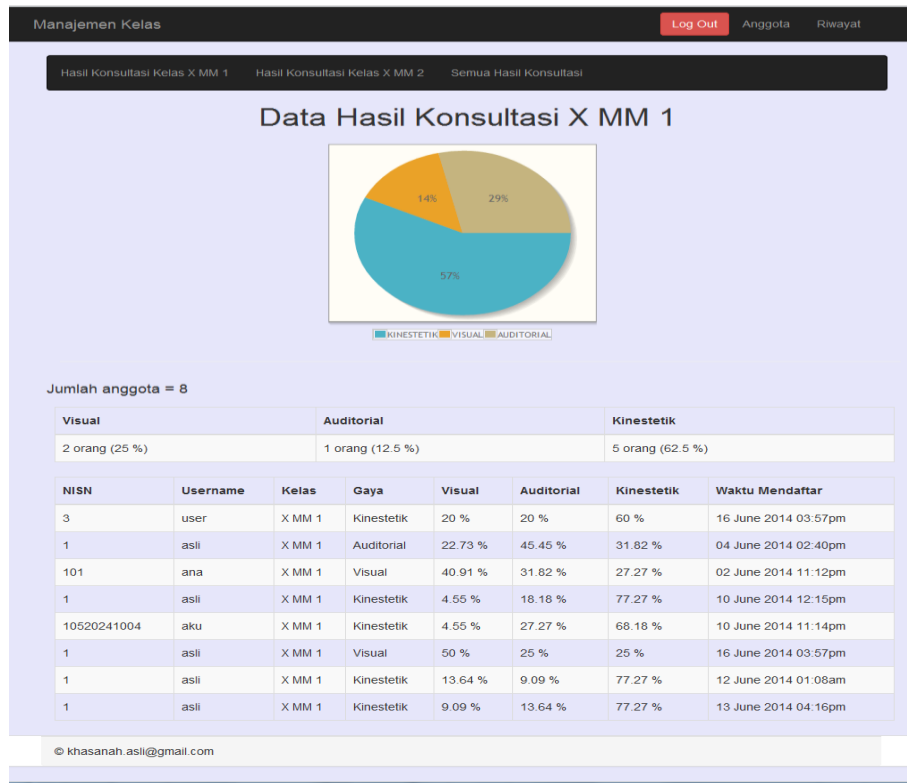 Manajemen Kelas Log Out Anggota Riwayat
Hasil Konsultasi Kelas X MM 1 Hasil Konsultasi Kelas X MM 2 Semua Hasil Konsultasi
Data Hasil Konsultasi X MM 1
14% 29%
57%
KINESTETIK VISUAL AUDITORIAL
Jumlah anggota = 8
Visual Auditorial Kinestetik
2 orang (25 %) 1 orang (12.5 %) 5 orang (62.5 %)
NISN Username Kelas Gaya Visual Auditorial Kinestetik Waktu Mendaftar
3 user X MM 1 Kinestetik 20 % 20 % 60 % 16 June 2014 03:57pm
1 asli X MM 1 Auditorial 22.73 % 45.45 % 31.82 % 04 June 2014 02:40pm
101 ana X MM 1 Visual 40.91 % 31.82 % 27.27 % 02 June 2014 11:12pm
1 asli X MM 1 Kinestetik 4.55 % 18.18 % 77.27 % 10 June 2014 12:15pm
10520241004 aku X MM 1 Kinestetik 4.55 % 27.27 % 68.18 % 10 June 2014 11:14pm
1 asli X MM 1 Visual 50 % 25 % 25 % 16 June 2014 03:57pm
1 asli X MM 1 Kinestetik 13.64 % 9.09 % 77.27 % 12 June 2014 01:08am
1 asli X MM 1 Kinestetik 9.09 % 13.64 % 77.27 % 13 June 2014 04:16pm
© khasanah.asli@gmail.com